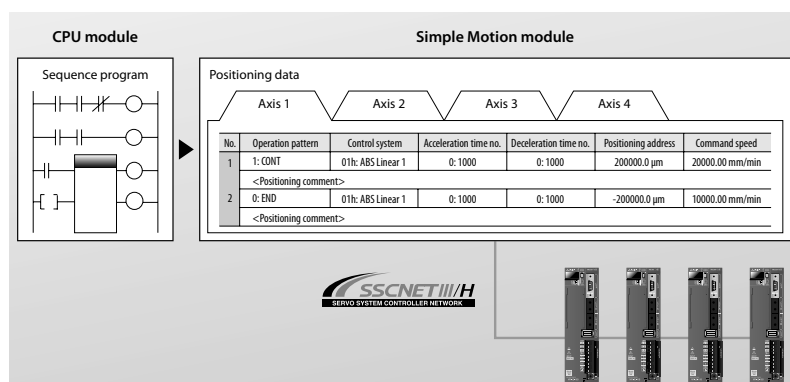 CPU module
Simple Motion module
Sequence program
Positioning data
Axis 1
Axis 2
Axis 3
Axis 4
No. Operation pattern Control system Acceleration time no. Deceleration time no. Positioning address Command speed
1 1: CONT 01h: ABS Linear 1 0: 1000 0: 1000 200000.0 µm 20000.00 mm/min
<Positioning comment>
2 0: END 01h: ABS Linear 1 0: 1000 0: 1000 -200000.0 µm 10000.00 mm/min
<Positioning comment>
SSCNETIII/H
SERVO SYSTEM CONTROLLER NETWORK